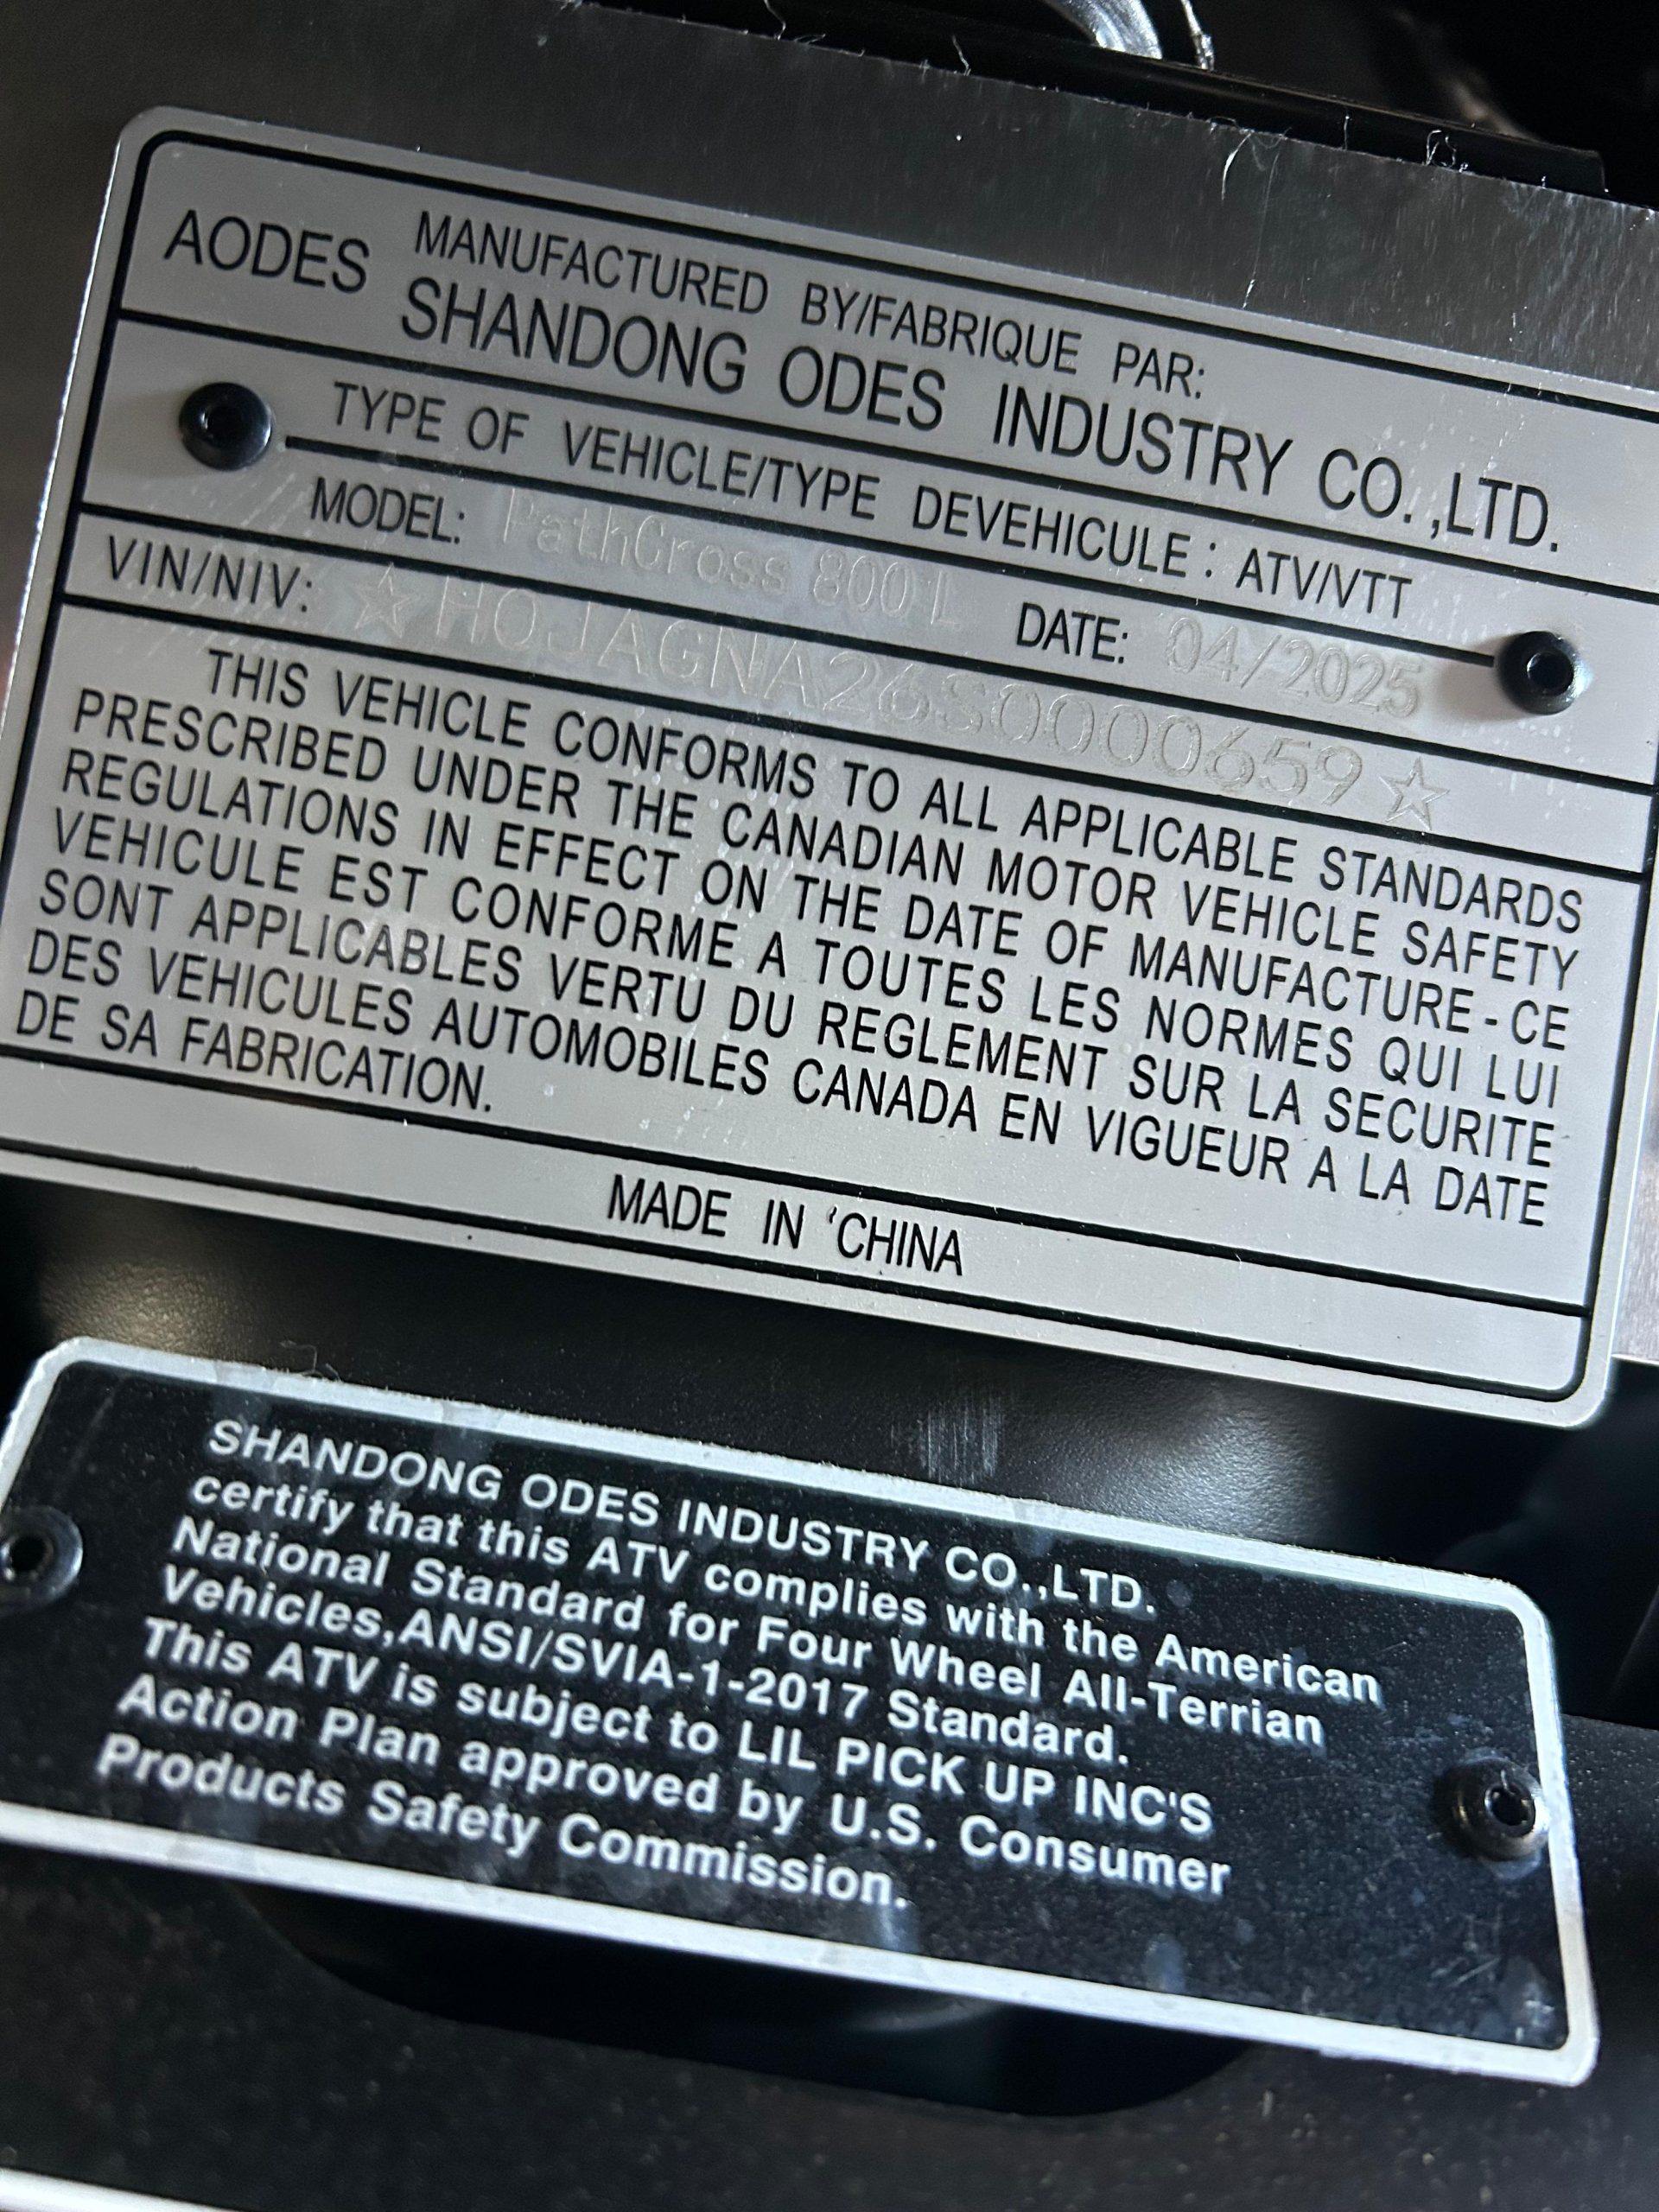 MANUFACTURED BY/FABRIQUE PAR:
AODES SHANDONG ODES INDUSTRY CO.,LTD.
TYPE OF VEHICLE/TYPE DEVEHICULE: ATV/VTT
MODEL: PathCross 800 L DATE: 04/2025
VIN/NIV: ☆HOJAGNA26S0000659☆
THIS VEHICLE CONFORMS TO ALL APPLICABLE STANDARDS
PRESCRIBED UNDER THE CANADIAN MOTOR VEHICLE SAFETY
REGULATIONS IN EFFECT ON THE DATE OF MANUFACTURE-CE
VEHICULE EST CONFORME A TOUTES LES NORMES QUI LUI
SONT APPLICABLES VERTU DU REGLEMENT SUR LA SECURITE
DES VEHICULES AUTOMOBILES CANADA EN VIGUEUR A LA DATE
DE SA FABRICATION.
MADE IN 'CHINA
SHANDONG ODES INDUSTRY CO.,LTD.
certify that this ATV complies with the American
National Standard for Four Wheel All-Terrian
Vehicles,ANSI/SVIA-1-2017 Standard.
This ATV is subject to LIL PICK UP INC'S
Action Plan approved by U.S. Consumer
Products Safety Commission.